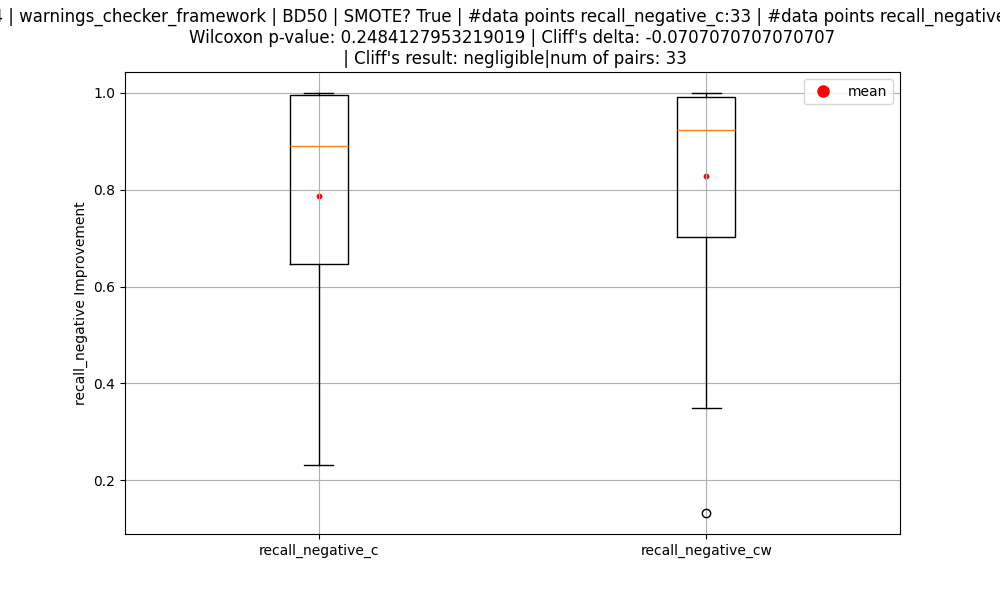 | warnings_checker_framework | BD50 | SMOTE? True | #data points recall_negative_c:33 | #data points recall_negative
Wilcoxon p-value: 0.2484127953219019 | Cliff's delta: -0.0707070707070707
| Cliff's result: negligible|num of pairs: 33
mean
1.0
0.8
0.6
0.4
0.2
recall_negative Improvement
recall_negative_c
recall_negative_cw